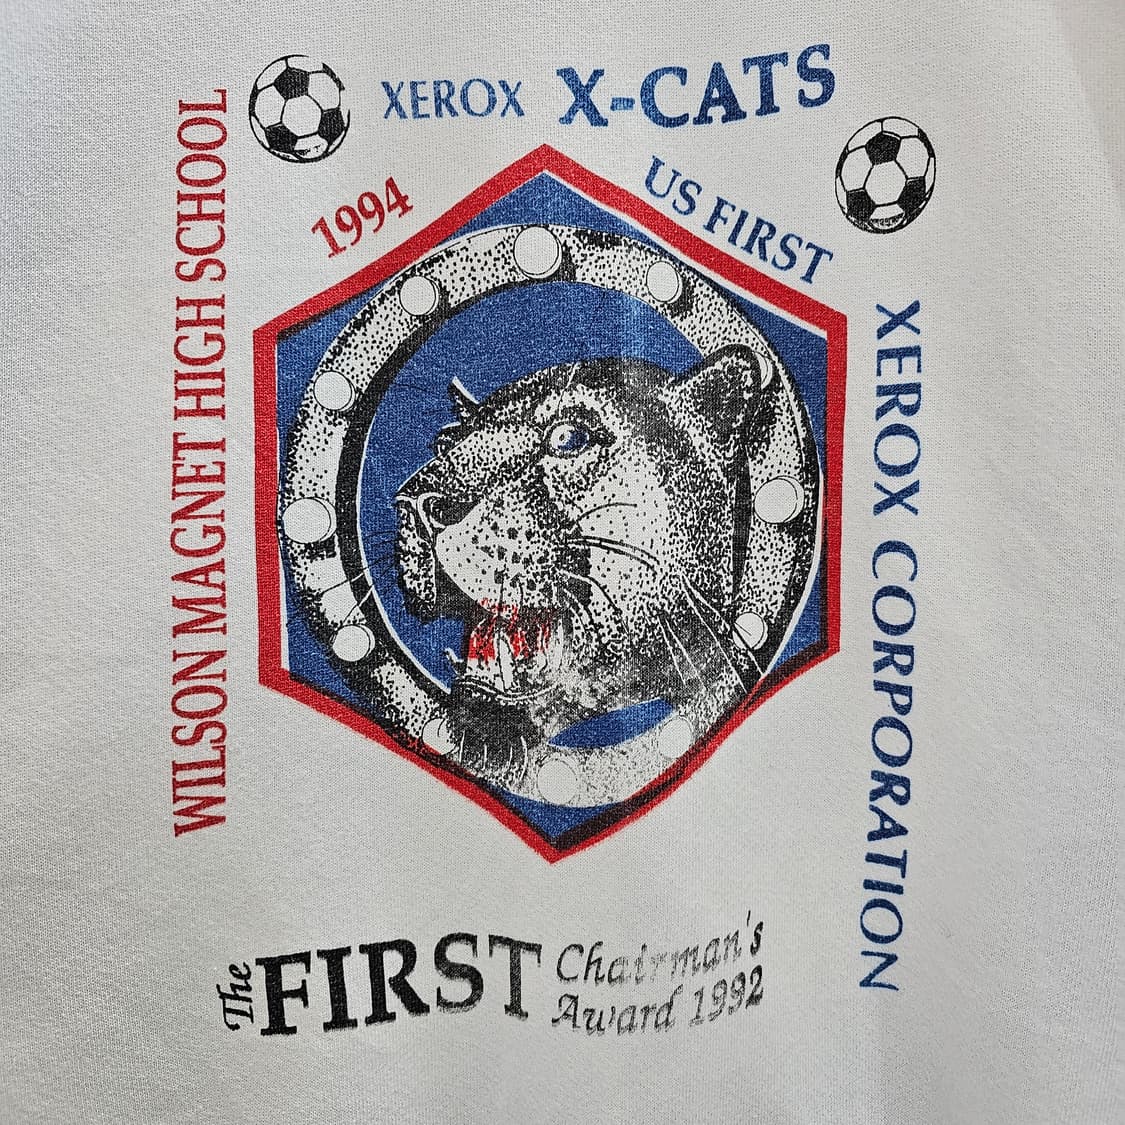 XEROX X-CATS
1994
US FIRST
WILSON MAGNET HIGH SCHOOL
XEROX CORPORATION
The FIRST Chairman's
Award 1992